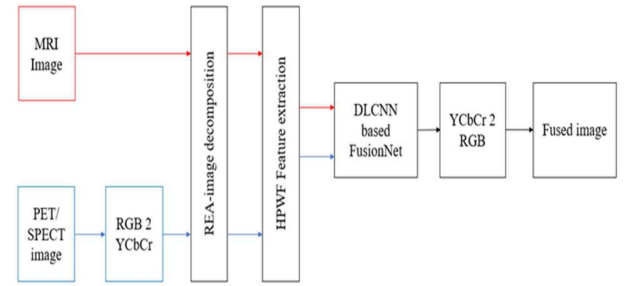 MRI
Image
PET/
SPECT
image
RGB 2
YCbCr
REA-image decomposition
HPWF Feature extraction
DLCNN
based
FusionNet
YCbCr 2
RGB
Fused image